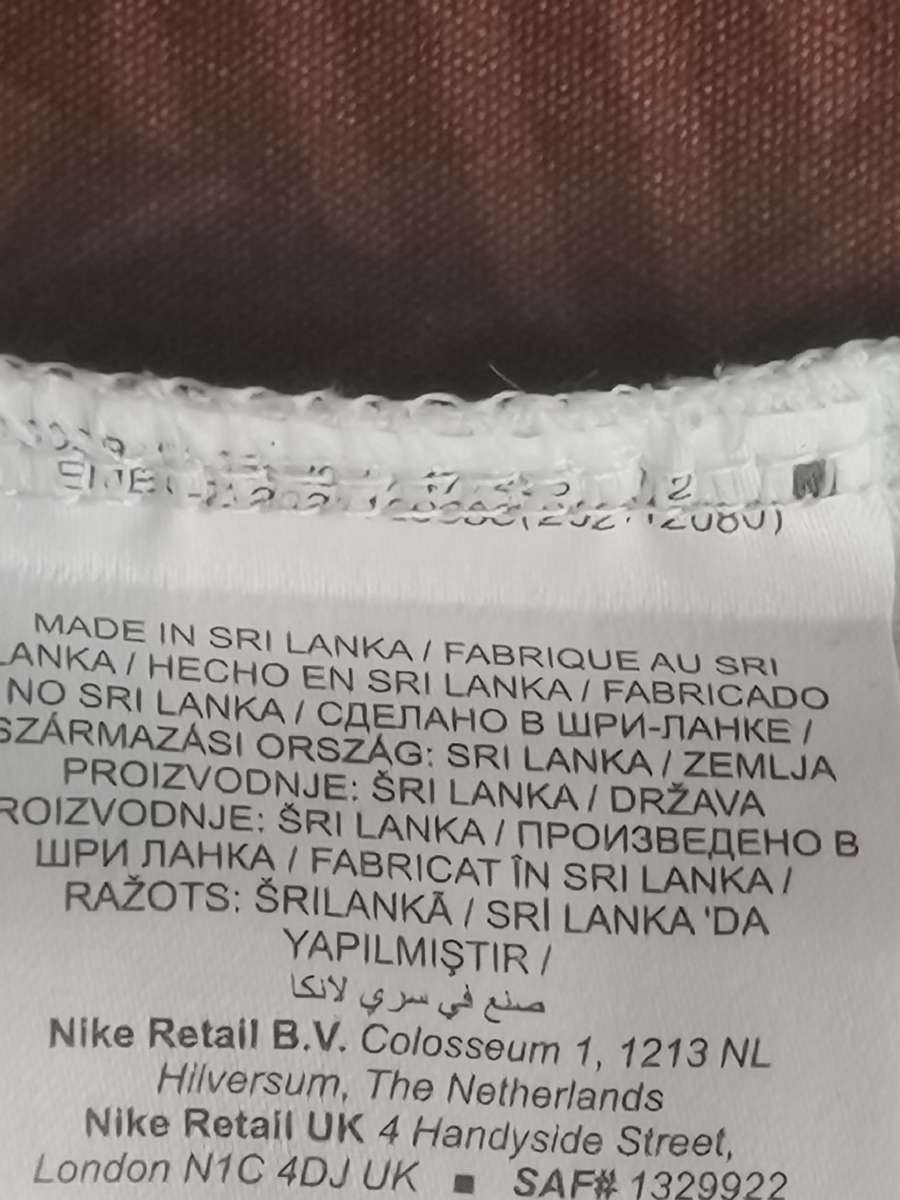 MADE IN SRI LANKA / FABRIQUE AU SRI
LANKA / HECHO EN SRI LANKA / FABRICADO
NO SRI LANKA / СДЕЛАНО В ШРИ-ЛАНКЕ /
SZÁRMAZÁSI ORSZÁG: SRI LANKA / ZEMLJA
PROIZVODNJE: ŠRI LANKA / DRŽAVA
ROIZVODNJE: ŠRI LANKA / ПРОИЗВЕДЕНО В
ШРИ ЛАНКА / FABRICAT ÎN SRI LANKA /
RAŽOTS: ŠRILANKĀ / SRİ LANKA 'DA
YAPILMIŞTIR /
صنع في سري لانكا
Nike Retail B.V. Colosseum 1, 1213 NL
Hilversum, The Netherlands
Nike Retail UK 4 Handyside Street,
London N1C 4DJ UK ■ SAF# 1329922